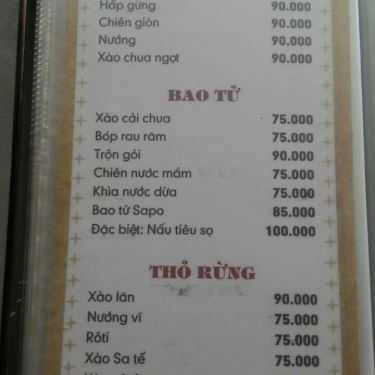 Hấp gừng 90.000
Chiên giòn 90.000
Nướng 90.000
Xào chua ngọt 90.000
BAO TỬ
Xào cải chua 75.000
Bóp rau răm 75.000
Trộn gỏi 90.000
Chiên nước mắm 75.000
Khìa nước dừa 75.000
Bao tử Sapo 85.000
Đặc biệt: Nấu tiêu sọ 100.000
THỎ RỪNG
Xào lăn 90.000
Nướng vĩ 75.000
Rôti 75.000
Xào Sa tế 75.000